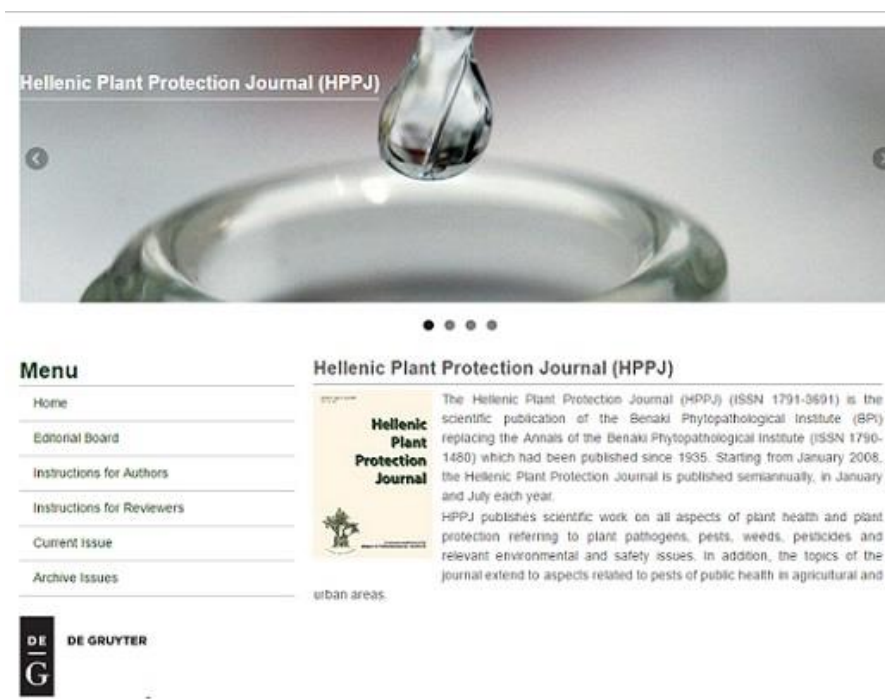 Hellenic Plant Protection Journal (HPPJ)
Menu
Home
Editorial Board
Instructions for Authors
Instructions for Reviewers
Current Issue
Archive Issues
DE
G
DE GRUYTER
Hellenic Plant Protection Journal (HPPJ)
Hellenic
Plant
Protection
Journal
The Hellenic Plant Protection Journal (HPPJ) (ISSN 1791-3691) is the
scientific publication of the Benaki Phytopathological Institute (BPI)
replacing the Annals of the Benaki Phytopathological Institute (ISSN 1790-
1480) which had been published since 1935. Starting from January 2008,
the Hellenic Plant Protection Journal is published semiannually, in January
and July each year.
HPPJ publishes scientific work on all aspects of plant health and plant
protection referring to plant pathogens, pests, weeds, pesticides and
relevant environmental and safety issues. In addition, the topics of the
journal extend to aspects related to pests of public health in agricultural and
urban areas.